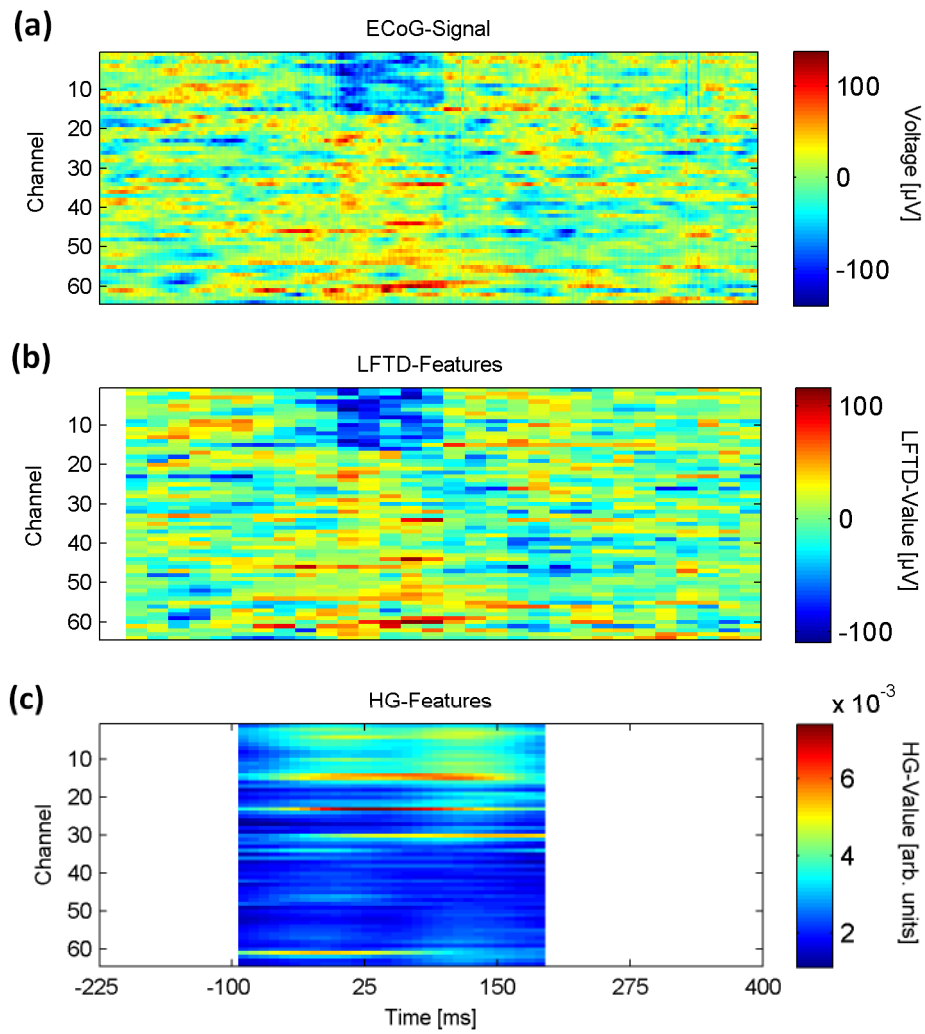 (a)
ECoG-Signal
Channel
10
20
30
40
50
60
100
0
-100
Voltage [µV]
(b)
LFTD-Features
Channel
10
20
30
40
50
60
100
0
-100
LFTD-Value [µV]
(c)
HG-Features
Channel
10
20
30
40
50
60
-225 -100 25 150 275 400
Time [ms]
x 10-3
6
4
2
HG-Value [arb. units]